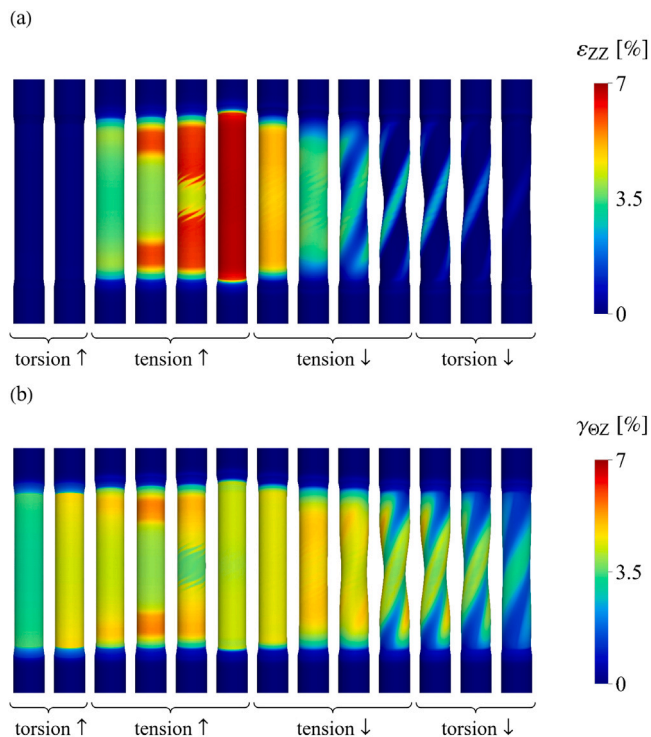 (a)
εZZ [%]
7
3.5
0
torsion ↑ tension ↑ tension ↓ torsion ↓
(b)
γΘZ [%]
7
3.5
0
torsion ↑ tension ↑ tension ↓ torsion ↓